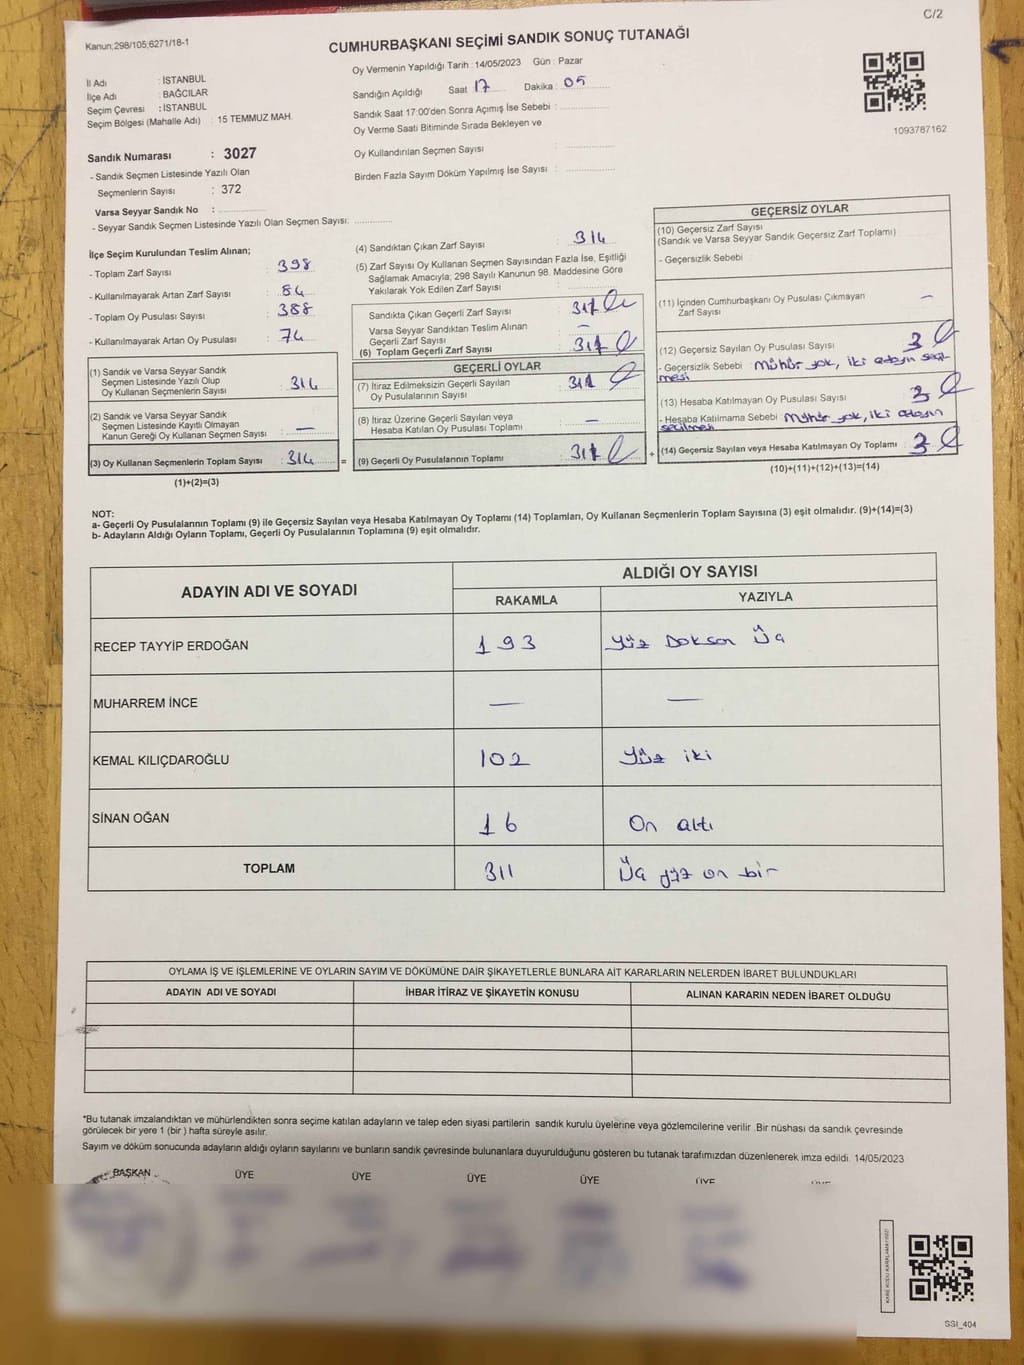 C/2
Kanun;298/105;6271/18-1
CUMHURBAŞKANI SEÇİMİ SANDIK SONUÇ TUTANAĞI
İl Adı : İSTANBUL
İlçe Adı : BAĞCILAR
Seçim Çevresi : İSTANBUL
Seçim Bölgesi (Mahalle Adı) : 15 TEMMUZ MAH.
Oy Vermenin Yapıldığı Tarih : 14/05/2023 Gün : Pazar
Sandığın Açıldığı Saat 17 Dakika : 05
Sandık Saat 17:00'den Sonra Açımış İse Sebebi :
Oy Verme Saati Bitiminde Sırada Bekleyen ve
Oy Kullandırılan Seçmen Sayısı :
Birden Fazla Sayım Döküm Yapılmış İse Sayısı :
1093787162
Sandık Numarası : 3027
- Sandık Seçmen Listesinde Yazılı Olan
Seçmenlerin Sayısı : 372
Varsa Seyyar Sandık No :
- Seyyar Sandık Seçmen Listesinde Yazılı Olan Seçmen Sayısı:
İlçe Seçim Kurulundan Teslim Alınan;
- Toplam Zarf Sayısı : 398
- Kullanılmayarak Artan Zarf Sayısı : 84
- Toplam Oy Pusulası Sayısı : 388
- Kullanılmayarak Artan Oy Pusulası : 74
(1) Sandık ve Varsa Seyyar Sandık
Seçmen Listesinde Yazılı Olup
Oy Kullanan Seçmenlerin Sayısı : 314
(2) Sandık ve Varsa Seyyar Sandık
Seçmen Listesinde Kayıtlı Olmayan
Kanun Gereği Oy Kullanan Seçmen Sayısı : —
(3) Oy Kullanan Seçmenlerin Toplam Sayısı : 314 =
(1)+(2)=(3)
(4) Sandıktan Çıkan Zarf Sayısı : 314
(5) Zarf Sayısı Oy Kullanan Seçmen Sayısından Fazla İse, Eşitliği
Sağlamak Amacıyla; 298 Sayılı Kanunun 98. Maddesine Göre
Yakılarak Yok Edilen Zarf Sayısı :
Sandıkta Çıkan Geçerli Zarf Sayısı :
Varsa Seyyar Sandıktan Teslim Alınan
Geçerli Zarf Sayısı : —
(6) Toplam Geçerli Zarf Sayısı :
GEÇERLİ OYLAR
(7) İtiraz Edilmeksizin Geçerli Sayılan
Oy Pusulalarının Sayısı : 311
(8) İtiraz Üzerine Geçerli Sayılan veya
Hesaba Katılan Oy Pusulası Toplamı : —
(9) Geçerli Oy Pusulalarının Toplamı : 311 +
GEÇERSİZ OYLAR
(10) Geçersiz Zarf Sayısı
(Sandık ve Varsa Seyyar Sandık Geçersiz Zarf Toplamı)
- Geçersizlik Sebebi
(11) İçinden Cumhurbaşkanı Oy Pusulası Çıkmayan
Zarf Sayısı : —
(12) Geçersiz Sayılan Oy Pusulası Sayısı : 3
- Geçersizlik Sebebi : Mühür yok, iki adayın seçil-
mesi
(13) Hesaba Katılmayan Oy Pusulası Sayısı : 3
- Hesaba Katılmama Sebebi : Mühür yok, iki adayın
seçilmesi
(14) Geçersiz Sayılan veya Hesaba Katılmayan Oy Toplamı : 3
(10)+(11)+(12)+(13)=(14)
NOT:
a- Geçerli Oy Pusulalarının Toplamı (9) ile Geçersiz Sayılan veya Hesaba Katılmayan Oy Toplamı (14) Toplamları, Oy Kullanan Seçmenlerin Toplam Sayısına (3) eşit olmalıdır. (9)+(14)=(3)
b- Adayların Aldığı Oyların Toplamı, Geçerli Oy Pusulalarının Toplamına (9) eşit olmalıdır.
ADAYIN ADI VE SOYADI ALDIĞI OY SAYISI
RAKAMLA YAZIYLA
RECEP TAYYİP ERDOĞAN 193 Yüz Doksan Üç
MUHARREM İNCE — —
KEMAL KILIÇDAROĞLU 102 Yüz iki
SİNAN OĞAN 16 On altı
TOPLAM 311 Üç yüz on bir
OYLAMA İŞ VE İŞLEMLERİNE VE OYLARIN SAYIM VE DÖKÜMÜNE DAİR ŞİKAYETLERLE BUNLARA AİT KARARLARIN NELERDEN İBARET BULUNDUKLARI
ADAYIN ADI VE SOYADI İHBAR İTİRAZ VE ŞİKAYETİN KONUSU ALINAN KARARIN NEDEN İBARET OLDUĞU
*Bu tutanak imzalandıktan ve mühürlendikten sonra seçime katılan adayların ve talep eden siyasi partilerin sandık kurulu üyelerine veya gözlemcilerine verilir .Bir nüshası da sandık çevresinde
görülecek bir yere 1 (bir ) hafta süreyle asılır.
Sayım ve döküm sonucunda adayların aldığı oyların sayılarını ve bunların sandık çevresinde bulunanlara duyurulduğunu gösteren bu tutanak tarafımızdan düzenlenerek imza edildi. 14/05/2023
BAŞKAN ÜYE ÜYE ÜYE ÜYE ÜYE
SSI_404